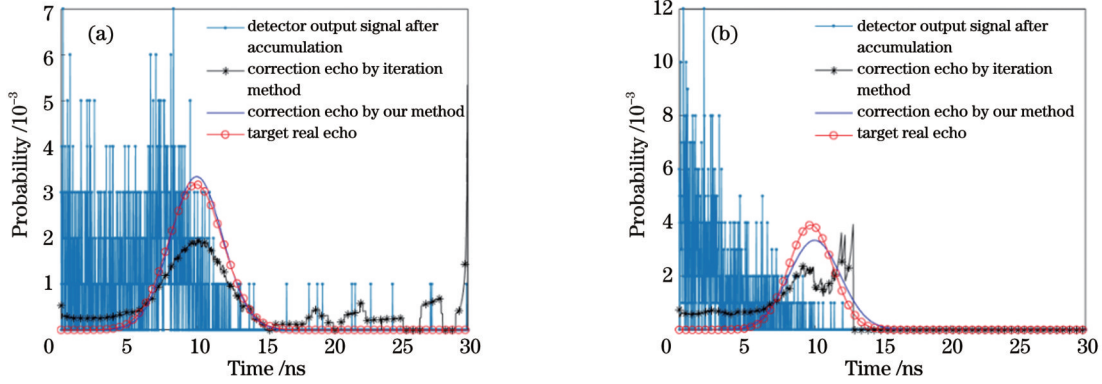 7
6
5
4
3
2
1
0
5
10
15
20
25
30
Probability /10⁻³
Time /ns
(a)
detector output signal after
accumulation
correction echo by iteration
method
correction echo by our method
target real echo
12
10
8
6
4
2
0
5
10
15
20
25
30
Probability /10⁻³
Time /ns
(b)
detector output signal after
accumulation
correction echo by iteration
method
correction echo by our method
target real echo